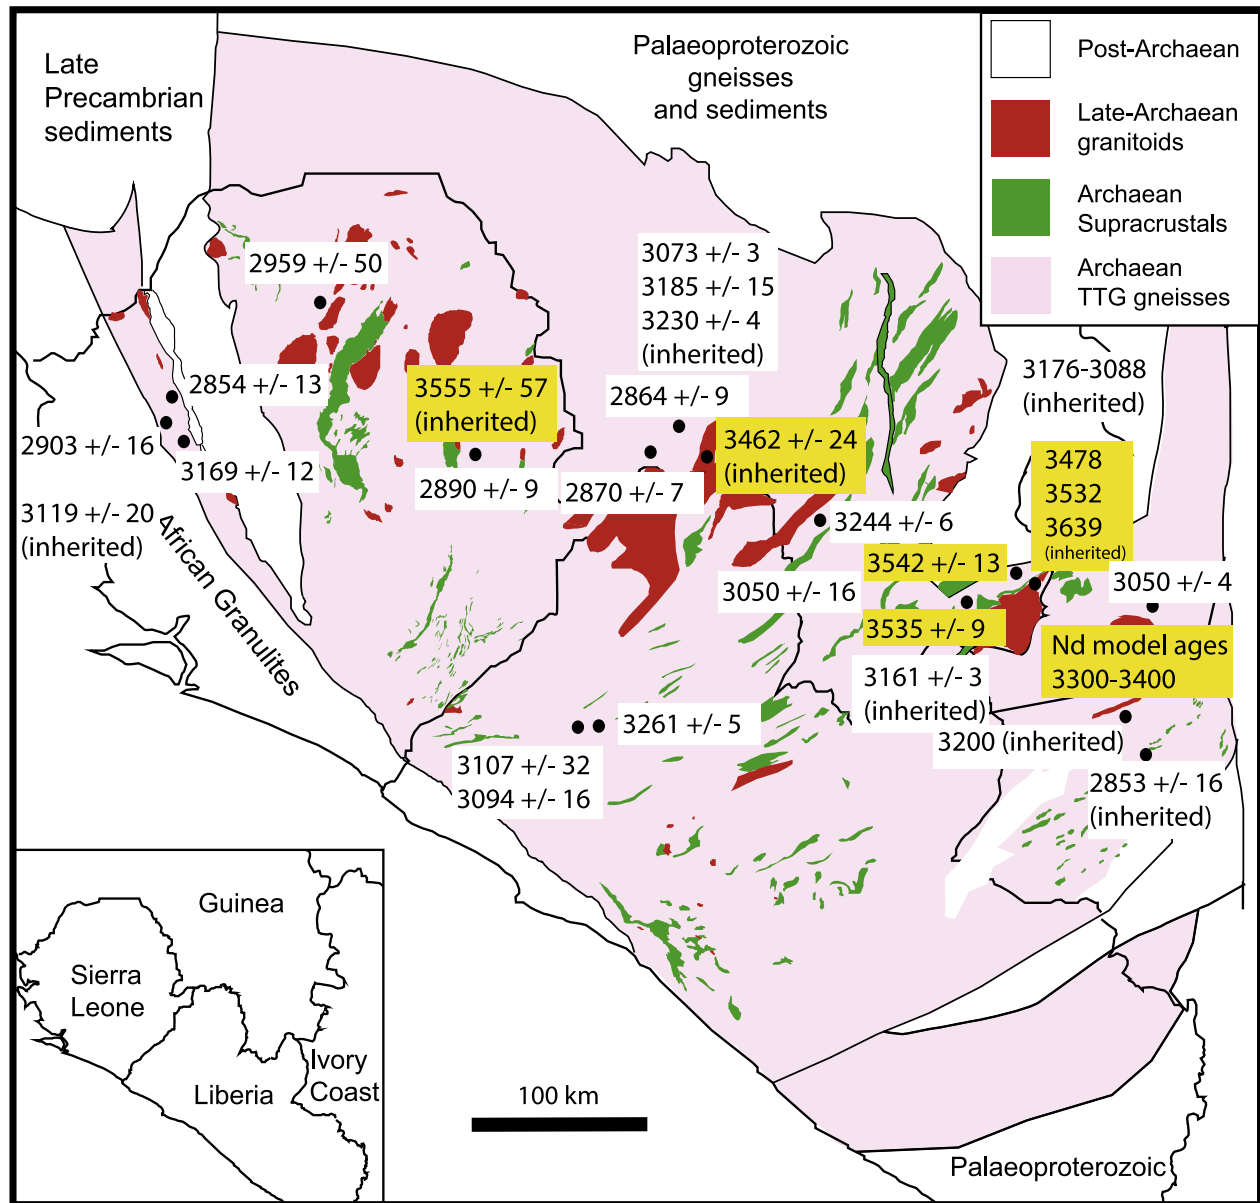 Late
Precambrian
sediments
Palaeoproterozoic
gneisses
and sediments
Post-Archaean
Late-Archaean
granitoids
Archaean
Supracrustals
Archaean
TTG gneisses
2959 +/- 50
3073 +/- 3
3185 +/- 15
3230 +/- 4
(inherited)
2854 +/- 13
3555 +/- 57
(inherited)
2864 +/- 9
3176-3088
(inherited)
2903 +/- 16
3169 +/- 12
2890 +/- 9
2870 +/- 7
3462 +/- 24
(inherited)
3478
3532
3639
(inherited)
3119 +/- 20
(inherited)
African Granulites
3244 +/- 6
3542 +/- 13
3050 +/- 16
3535 +/- 9
3050 +/- 4
Nd model ages
3300-3400
3161 +/- 3
(inherited)
3200 (inherited)
3261 +/- 5
3107 +/- 32
3094 +/- 16
2853 +/- 16
(inherited)
Guinea
Sierra
Leone
Liberia
Ivory
Coast
100 km
Palaeoproterozoic